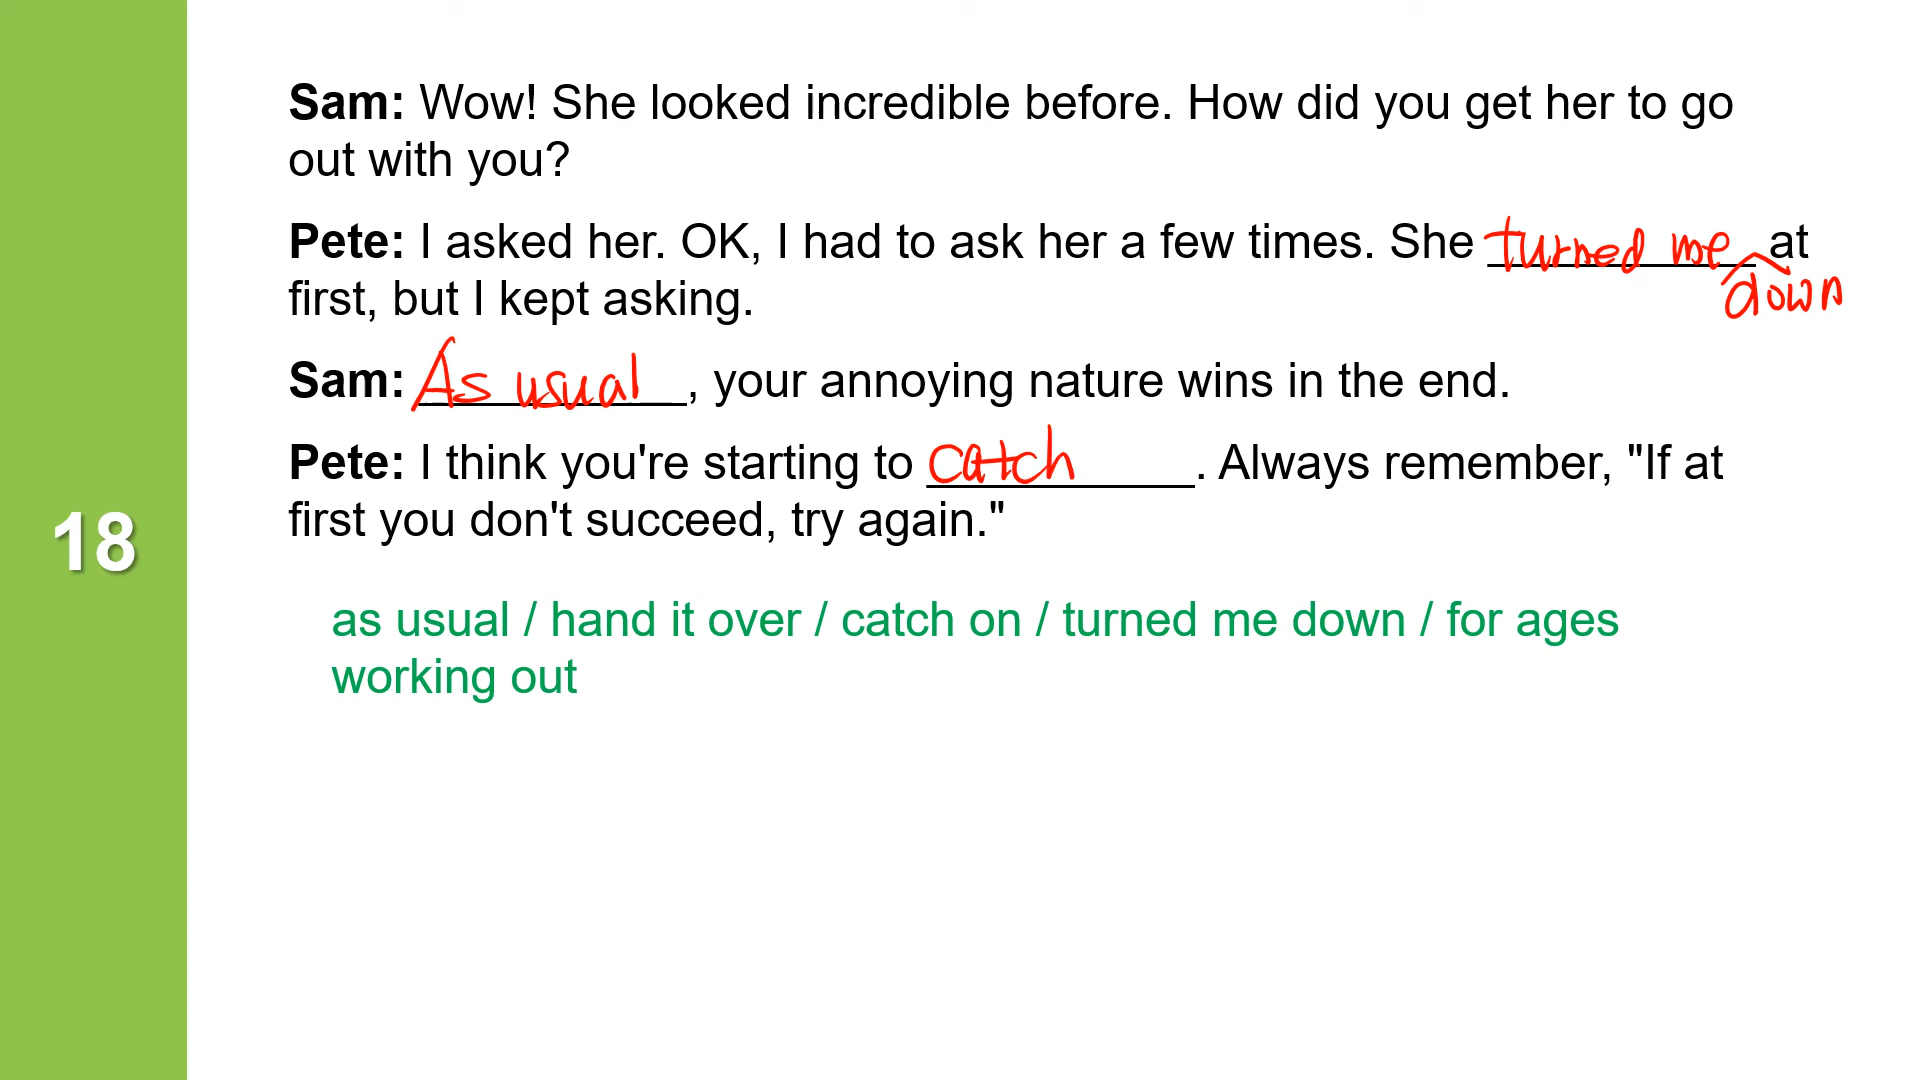 Sam: Wow! She looked incredible before. How did you get her to go
out with you?
Pete: I asked her. OK, I had to ask her a few times. She turned me down at
first, but I kept asking.
Sam: As usual, your annoying nature wins in the end.
Pete: I think you're starting to catch. Always remember, "If at
first you don't succeed, try again."
18
as usual / hand it over / catch on / turned me down / for ages
working out